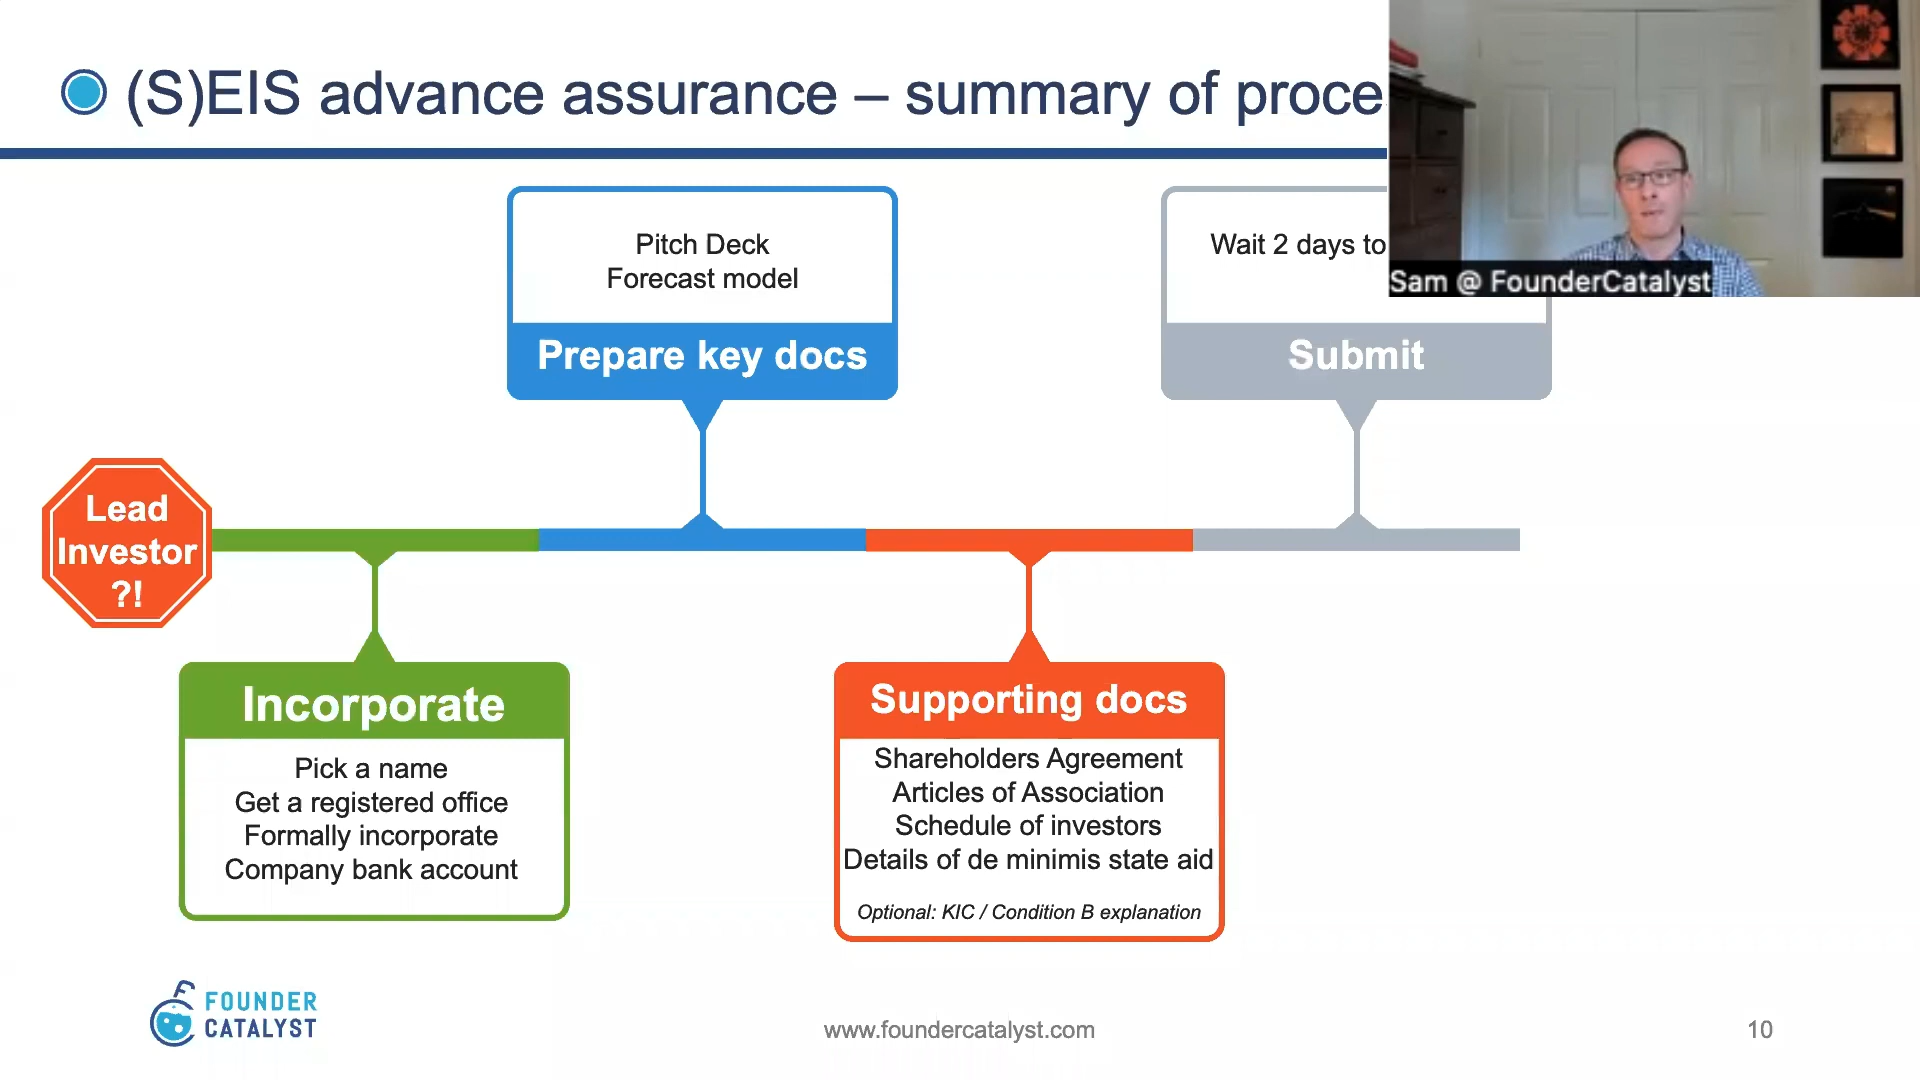 (S)EIS advance assurance – summary of proce
Sam @ FounderCatalyst
Pitch Deck
Forecast model
Prepare key docs
Wait 2 days to
Submit
Lead
Investor
?!
Incorporate
Pick a name
Get a registered office
Formally incorporate
Company bank account
Supporting docs
Shareholders Agreement
Articles of Association
Schedule of investors
Details of de minimis state aid
Optional: KIC / Condition B explanation
FOUNDER
CATALYST
www.foundercatalyst.com
10